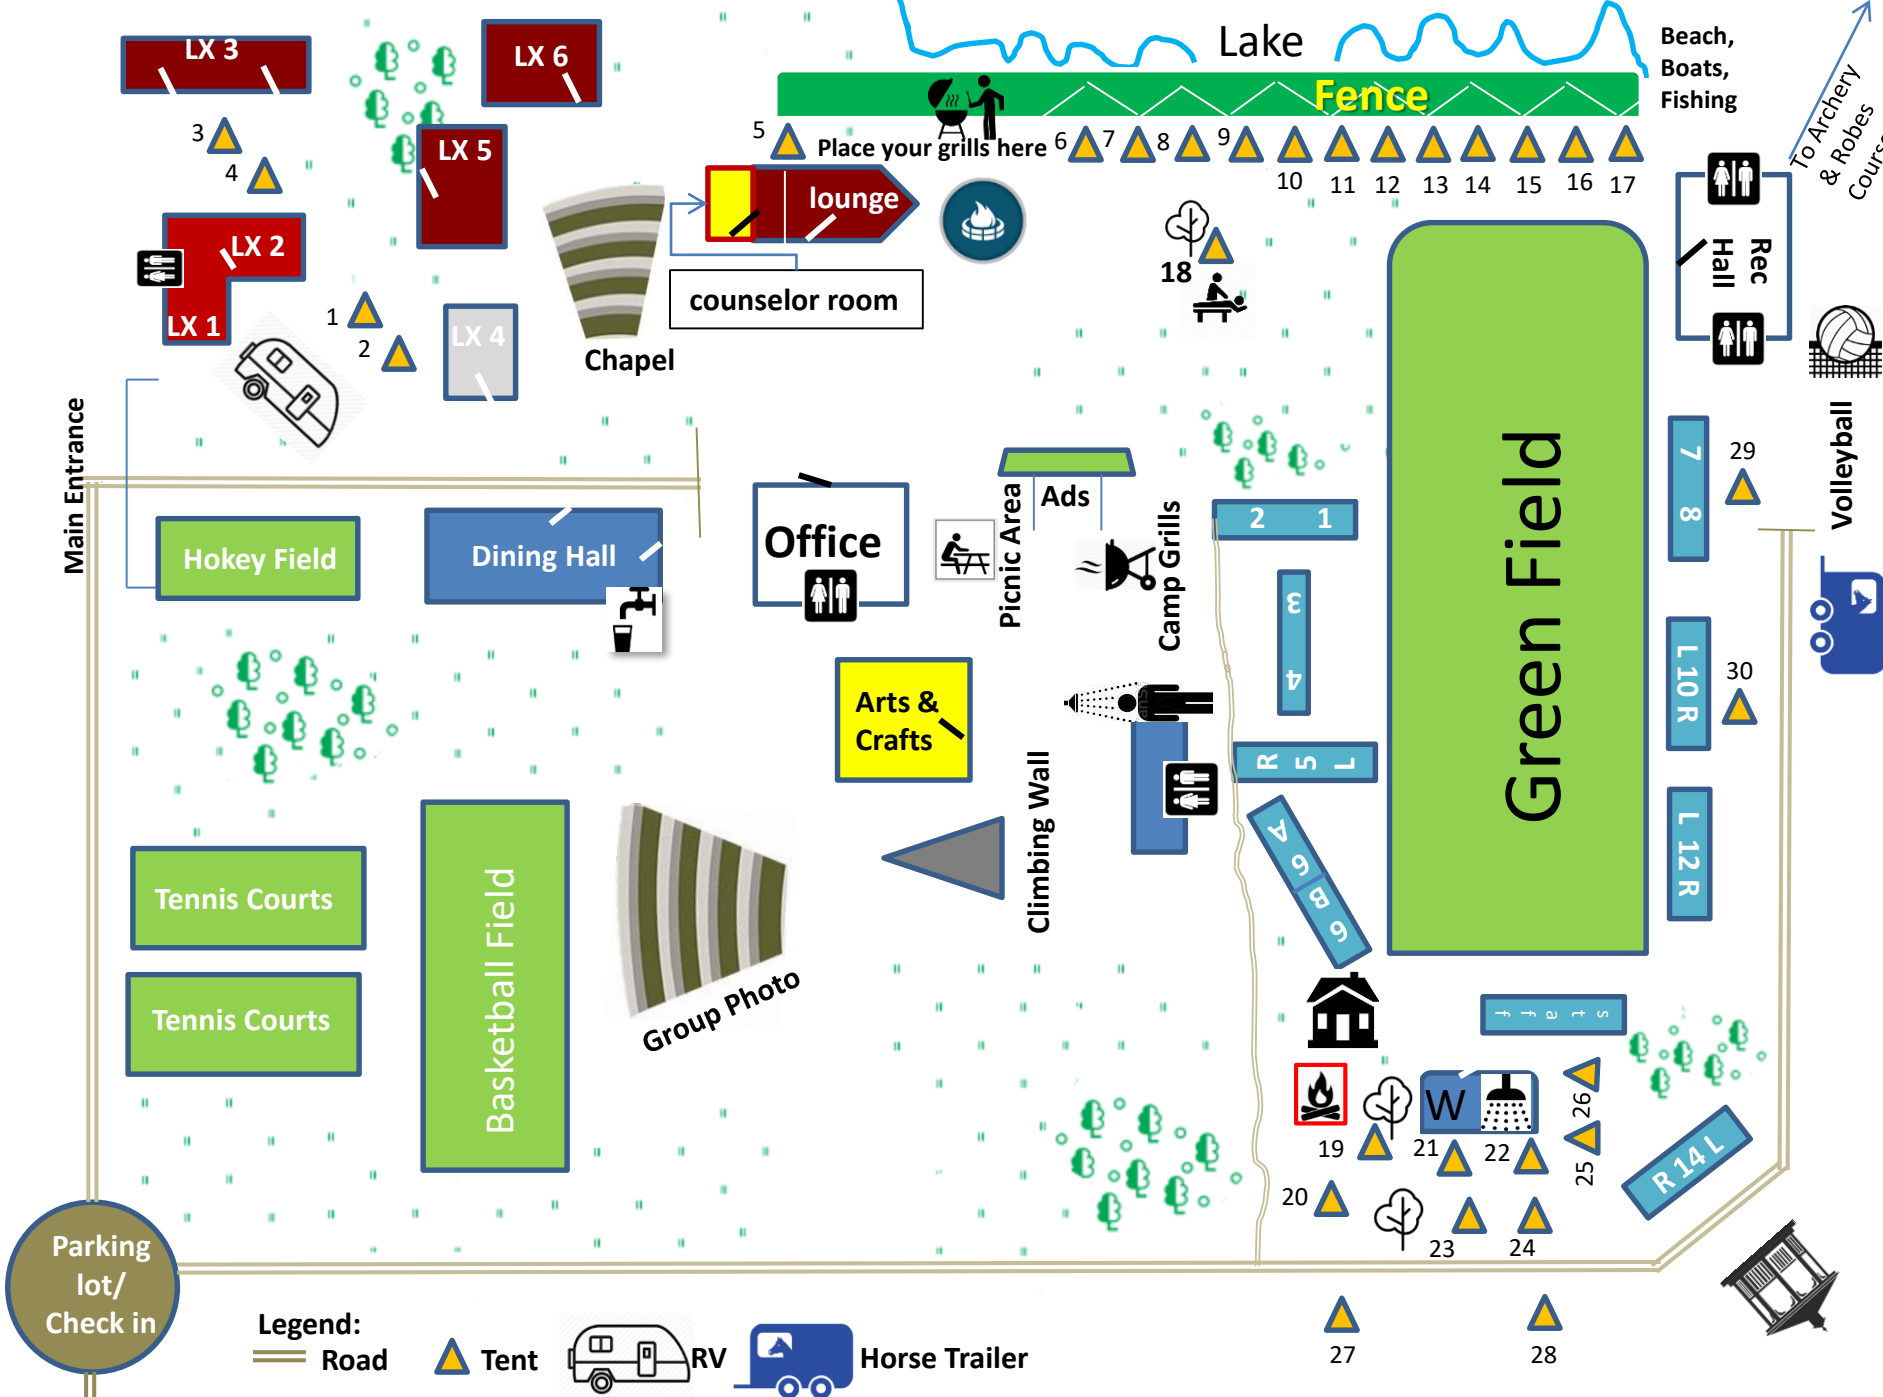 LX 3
LX 6
Lake
Beach,
Boats,
Fishing
Fence
To Archery
& Robes
3
4
LX 5
5
Place your grills here
6
7
8
9
10
11
12
13
14
15
16
17
lounge
LX 2
LX 1
counselor room
18
Rec
Hall
1
2
LX 4
Chapel
Main Entrance
Hokey Field
Dining Hall
Office
Picnic Area
Ads
Camp Grills
2 1
3
4
R 5 L
A 6
B 6
Green Field
7
8
29
Volleyball
L 10 R
30
L 12 R
Arts &
Crafts
Climbing Wall
Tennis Courts
Tennis Courts
Basketball Field
Group Photo
staff
W
19
20
21
22
23
24
25
26
R 14 L
27
28
Parking
lot/
Check in
Legend:
Road
Tent
RV
Horse Trailer